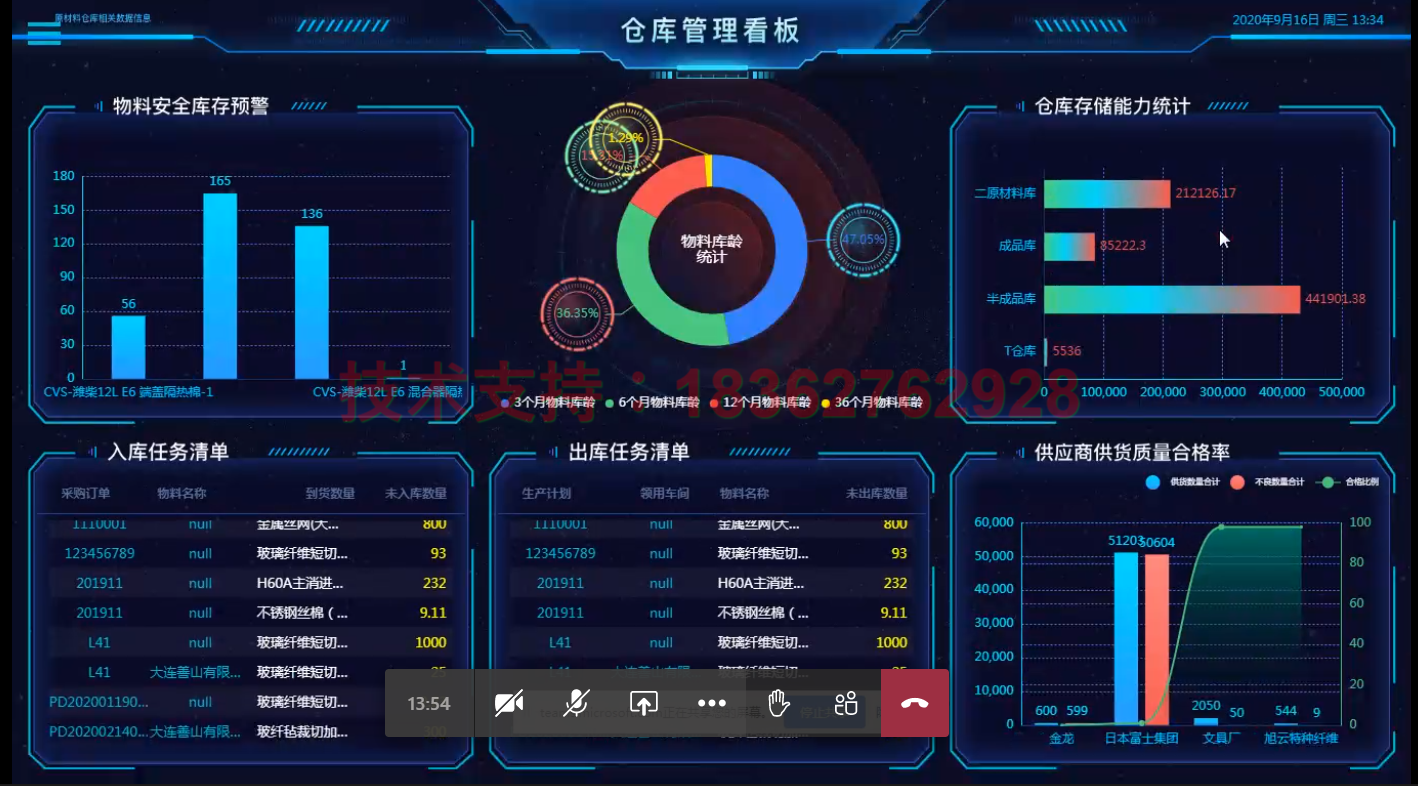 原材料仓库相关数据信息
仓库管理看板
2020年9月16日 周三 13:34
物料安全库存预警
180
150
120
90
60
30
0
56
165
136
1
CVS-潍柴12L E6 端盖隔热棉-1
CVS-潍柴12L E6 混合器隔热
1.29%
47.05%
36.35%
物料库龄
统计
3个月物料库龄
6个月物料库龄
12个月物料库龄
36个月物料库龄
仓库存储能力统计
二原材料库
212126.17
成品库
85222.3
半成品库
441901.38
T仓库
5536
0 100,000 200,000 300,000 400,000 500,000
技术支持：18362762928
入库任务清单
采购订单 物料名称 到货数量 未入库数量
1110001 null 金属丝网(大... 800
123456789 null 玻璃纤维短切... 93
201911 null H60A主消进... 232
201911 null 不锈钢丝棉 ( ... 9.11
L41 null 玻璃纤维短切... 1000
L41 大连善山有限... 玻璃纤维短切...
PD202001190... null 玻璃纤维短切...
PD202002140... 大连善山有限... 玻纤毡裁切加...
出库任务清单
生产计划 领用车间 物料名称 未出库数量
1110001 null 金属丝网(大... 800
123456789 null 玻璃纤维短切... 93
201911 null H60A主消进... 232
201911 null 不锈钢丝棉 ( ... 9.11
L41 null 玻璃纤维短切... 1000
13:54
供应商供货质量合格率
供货数量合计 不良数量合计 合格比例
60,000
50,000
40,000
30,000
20,000
10,000
0
100
80
60
40
20
0
600 599
51203 50604
2050 50
544 9
金龙 日本富士集团 文具厂 旭云特种纤维